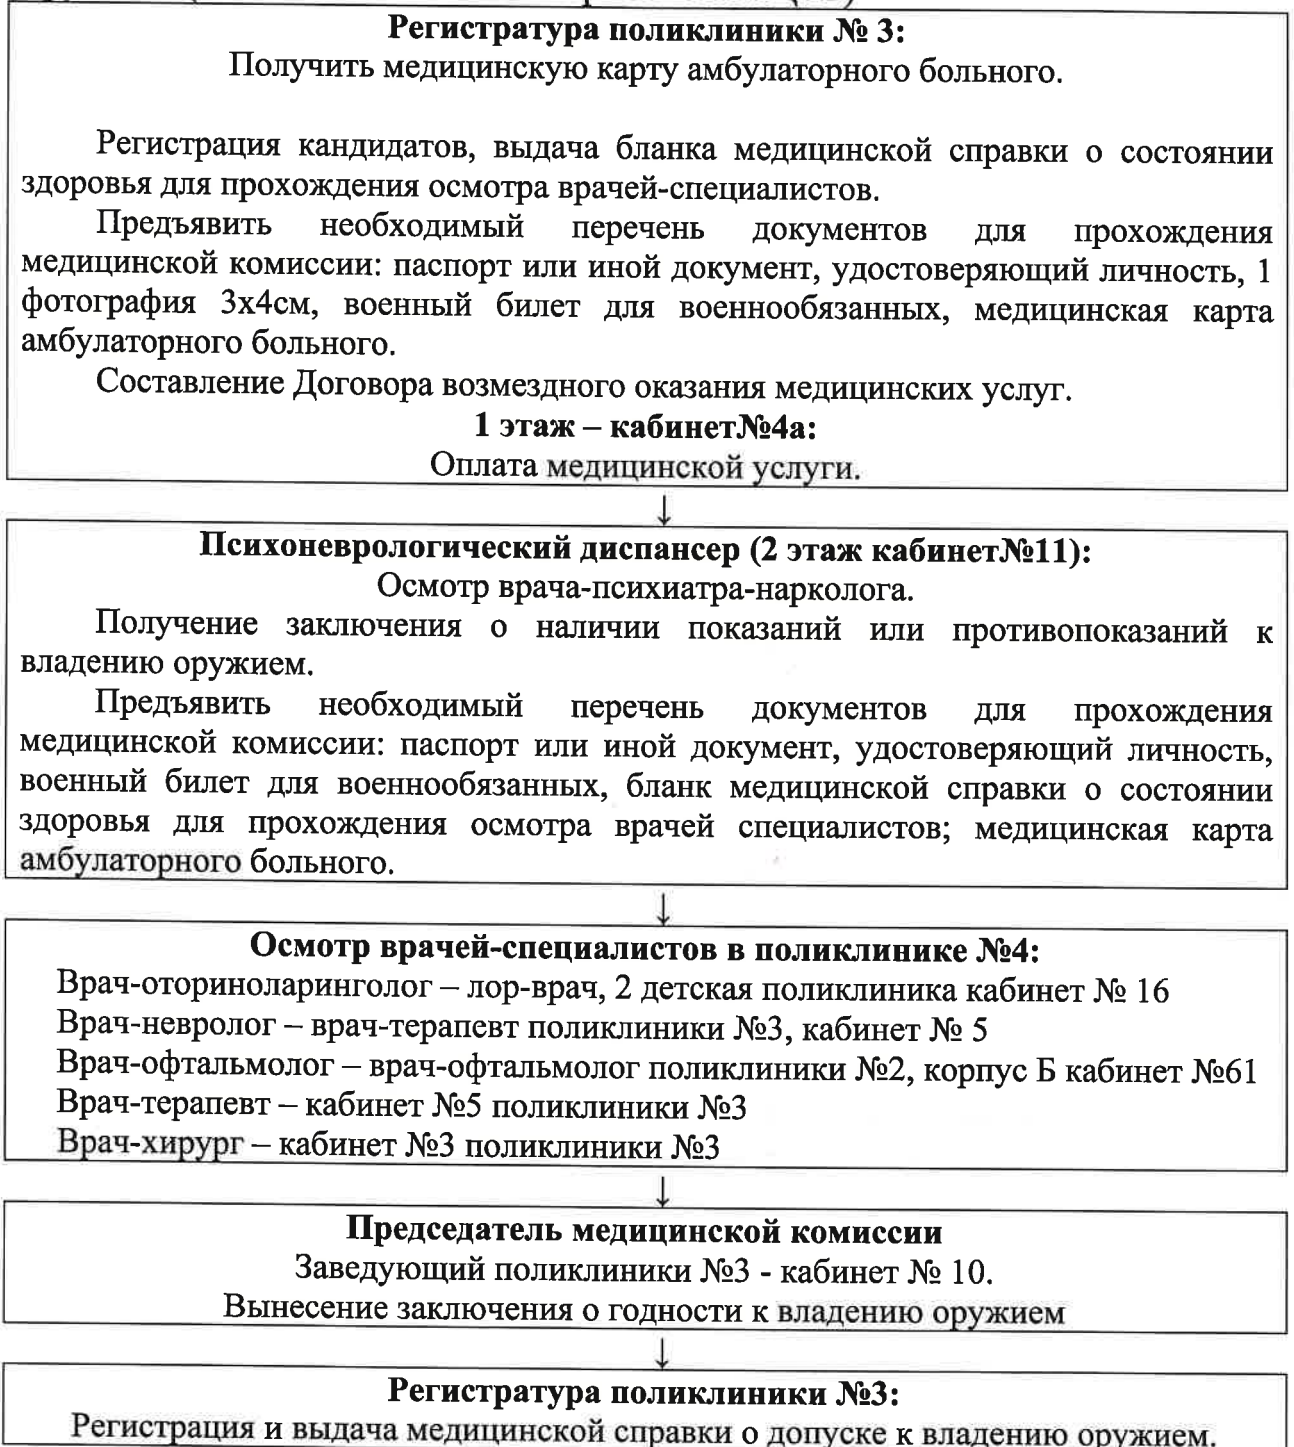 Регистратура поликлиники № 3:
Получить медицинскую карту амбулаторного больного.
Регистрация кандидатов, выдача бланка медицинской справки о состоянии
здоровья для прохождения осмотра врачей-специалистов.
Предъявить необходимый перечень документов для прохождения
медицинской комиссии: паспорт или иной документ, удостоверяющий личность, 1
фотография 3х4см, военный билет для военнообязанных, медицинская карта
амбулаторного больного.
Составление Договора возмездного оказания медицинских услуг.
1 этаж – кабинет№4а:
Оплата медицинской услуги.
↓
Психоневрологический диспансер (2 этаж кабинет№11):
Осмотр врача-психиатра-нарколога.
Получение заключения о наличии показаний или противопоказаний к
владению оружием.
Предъявить необходимый перечень документов для прохождения
медицинской комиссии: паспорт или иной документ, удостоверяющий личность,
военный билет для военнообязанных, бланк медицинской справки о состоянии
здоровья для прохождения осмотра врачей специалистов; медицинская карта
амбулаторного больного.
↓
Осмотр врачей-специалистов в поликлинике №4:
Врач-оториноларинголог – лор-врач, 2 детская поликлиника кабинет № 16
Врач-невролог – врач-терапевт поликлиники №3, кабинет № 5
Врач-офтальмолог – врач-офтальмолог поликлиники №2, корпус Б кабинет №61
Врач-терапевт – кабинет №5 поликлиники №3
Врач-хирург – кабинет №3 поликлиники №3
↓
Председатель медицинской комиссии
Заведующий поликлиники №3 - кабинет № 10.
Вынесение заключения о годности к владению оружием
↓
Регистратура поликлиники №3:
Регистрация и выдача медицинской справки о допуске к владению оружием.